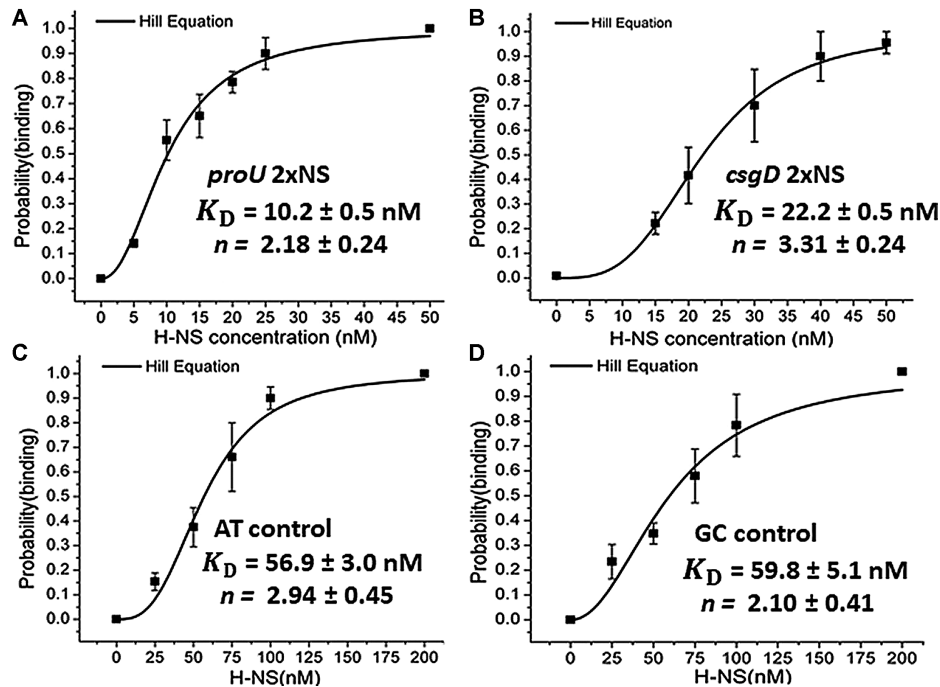 A
Hill Equation
1.0
0.9
0.8
0.7
0.6
0.5
0.4
0.3
0.2
0.1
0.0
Probability(binding)
proU 2xNS
KD = 10.2 ± 0.5 nM
n = 2.18 ± 0.24
0 5 10 15 20 25 30 35 40 45 50
H-NS concentration (nM)
B
Hill Equation
1.0
0.9
0.8
0.7
0.6
0.5
0.4
0.3
0.2
0.1
0.0
Probability(binding)
csgD 2xNS
KD = 22.2 ± 0.5 nM
n = 3.31 ± 0.24
0 5 10 15 20 25 30 35 40 45 50
H-NS concentration (nM)
C
Hill Equation
1.0
0.9
0.8
0.7
0.6
0.5
0.4
0.3
0.2
0.1
0.0
Probability(binding)
AT control
KD = 56.9 ± 3.0 nM
n = 2.94 ± 0.45
0 25 50 75 100 125 150 175 200
H-NS(nM)
D
Hill Equation
1.0
0.9
0.8
0.7
0.6
0.5
0.4
0.3
0.2
0.1
0.0
Probability(binding)
GC control
KD = 59.8 ± 5.1 nM
n = 2.10 ± 0.41
0 25 50 75 100 125 150 175 200
H-NS(nM)